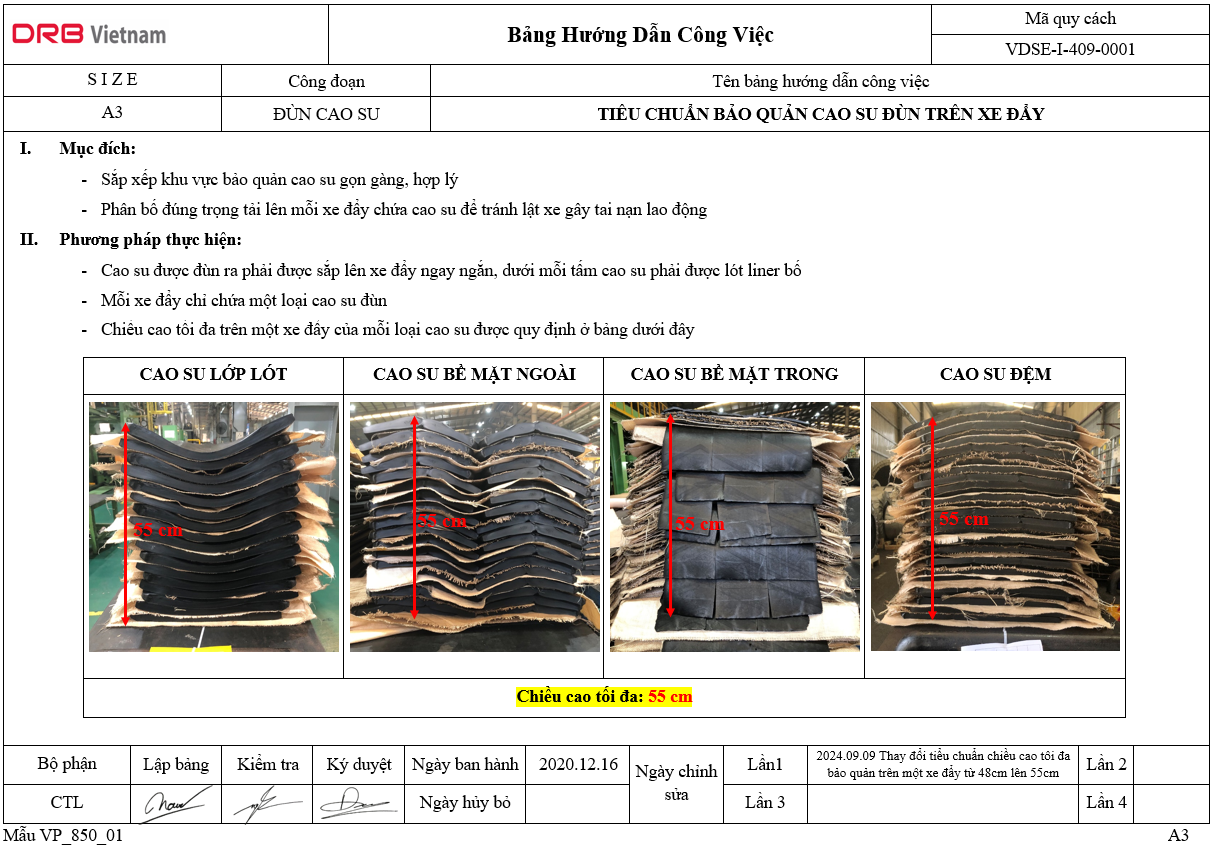 DRB Vietnam
Bảng Hướng Dẫn Công Việc
Mã quy cách
VDSE-I-409-0001
S I Z E
Công đoạn
Tên bảng hướng dẫn công việc
A3
ĐÙN CAO SU
TIÊU CHUẨN BẢO QUẢN CAO SU ĐÙN TRÊN XE ĐẨY
I. Mục đích:
- Sắp xếp khu vực bảo quản cao su gọn gàng, hợp lý
- Phân bố đúng trọng tải lên mỗi xe đẩy chứa cao su để tránh lật xe gây tai nạn lao động
II. Phương pháp thực hiện:
- Cao su được đùn ra phải được sắp lên xe đẩy ngay ngắn, dưới mỗi tấm cao su phải được lót liner bố
- Mỗi xe đẩy chỉ chứa một loại cao su đùn
- Chiều cao tối đa trên một xe đẩy của mỗi loại cao su được quy định ở bảng dưới đây
CAO SU LỚP LÓT
CAO SU BỀ MẶT NGOÀI
CAO SU BỀ MẶT TRONG
CAO SU ĐỆM
55 cm
55 cm
55 cm
55 cm
Chiều cao tối đa: 55 cm
Bộ phận
Lập bảng
Kiểm tra
Ký duyệt
Ngày ban hành
2020.12.16
Ngày chỉnh
sửa
Lần1
2024.09.09 Thay đổi tiểu chuẩn chiều cao tôi đa
bảo quản trên một xe đẩy từ 48cm lên 55cm
Lần 2
CTL
Ngày hủy bỏ
Lần 3
Lần 4
Mẫu VP_850_01
A3